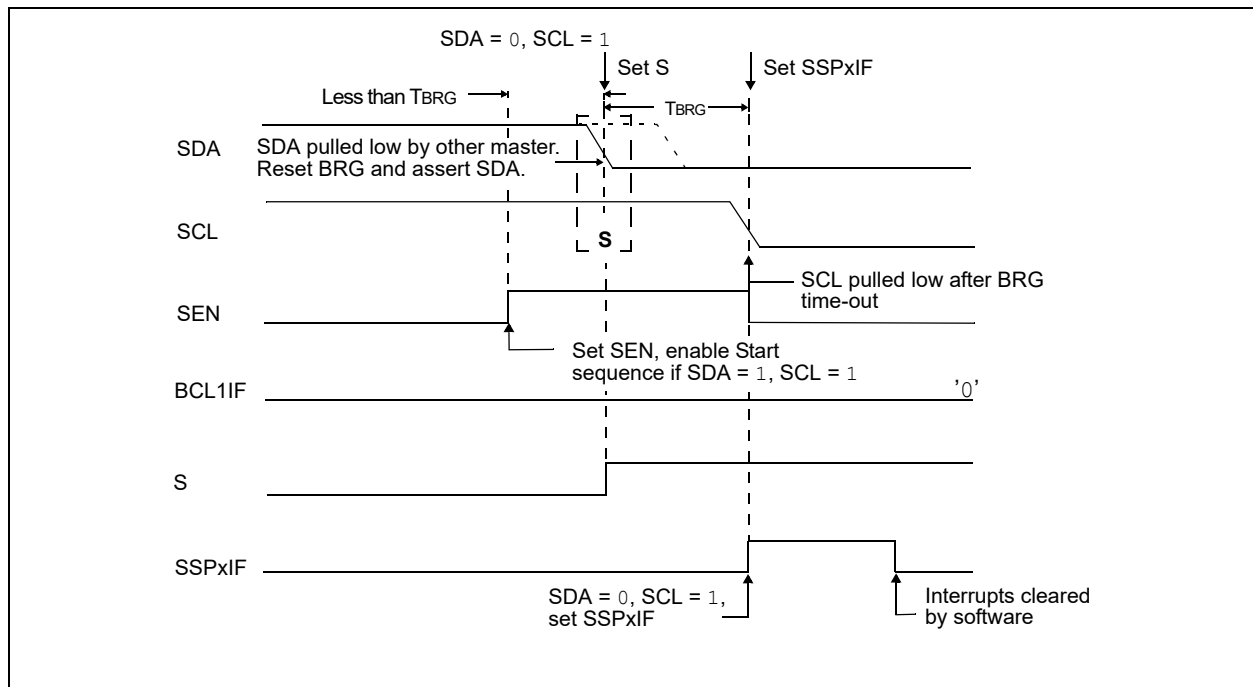 SDA = 0, SCL = 1
Set S
Set SSPxIF
Less than TBRG
TBRG
SDA
SDA pulled low by other master.
Reset BRG and assert SDA.
SCL
S
SCL pulled low after BRG
time-out
SEN
Set SEN, enable Start
sequence if SDA = 1, SCL = 1
BCL1IF
'0'
S
SSPxIF
SDA = 0, SCL = 1,
set SSPxIF
Interrupts cleared
by software